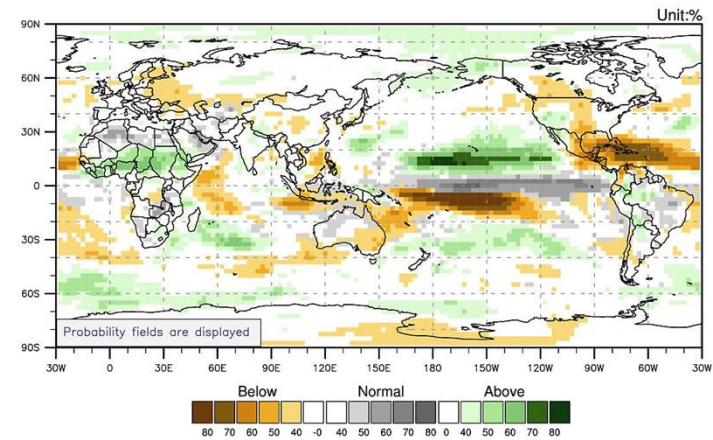 Unit:%
90N
60N
30N
0
30S
60S
90S
Probability fields are displayed
30W 0 30E 60E 90E 120E 150E 180 150W 120W 90W 60W 30W
Below Normal Above
80 70 60 50 40 -0 40 50 60 70 80 0 40 50 60 70 80